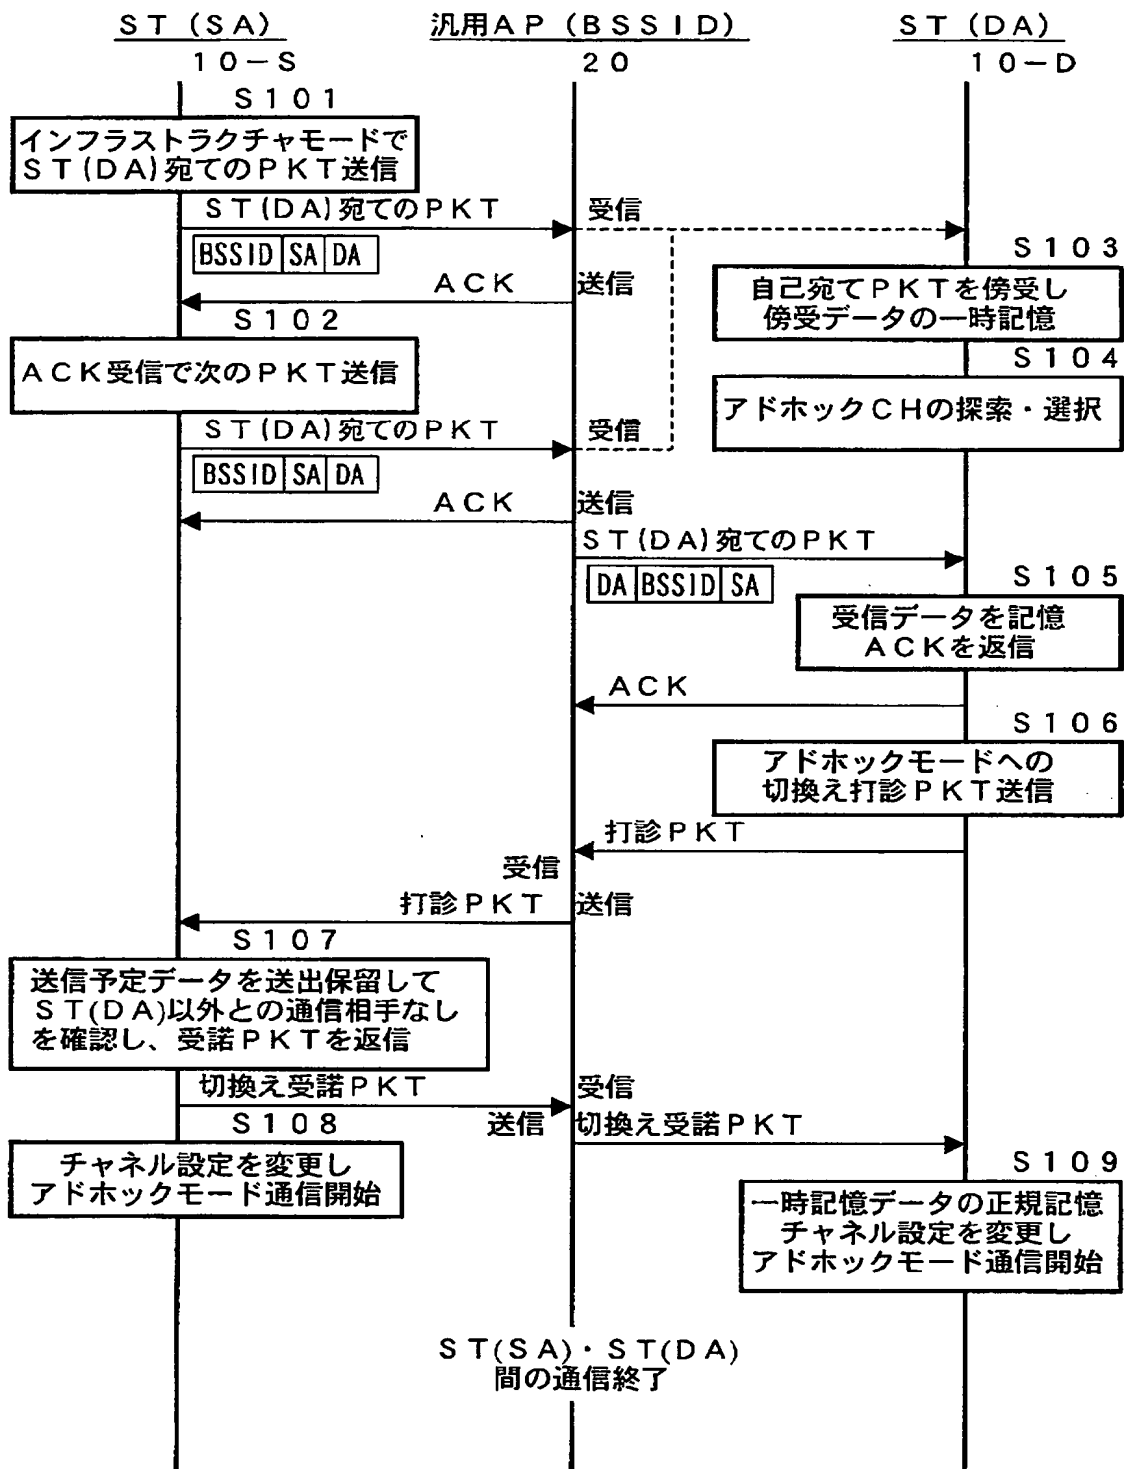 ST(SA)
汎用AP(BSSID)
ST(DA)
10-S
20
10-D
S101
インフラストラクチャモードで
ST(DA)宛てのPKT送信
ST(DA)宛てのPKT
受信
BSSID SA DA
S103
ACK
送信
自己宛てPKTを傍受し
傍受データの一時記憶
S102
ACK受信で次のPKT送信
S104
アドホックCHの探索・選択
ST(DA)宛てのPKT
受信
BSSID SA DA
ACK
送信
ST(DA)宛てのPKT
DA BSSID SA
S105
受信データを記憶
ACKを返信
ACK
S106
アドホックモードへの
切換え打診PKT送信
打診PKT
受信
打診PKT
送信
S107
送信予定データを送出保留して
ST(DA)以外との通信相手なし
を確認し、受諾PKTを返信
切換え受諾PKT
受信
S108
送信
切換え受諾PKT
チャネル設定を変更し
アドホックモード通信開始
S109
一時記憶データの正規記憶
チャネル設定を変更し
アドホックモード通信開始
ST(SA)・ST(DA)
間の通信終了